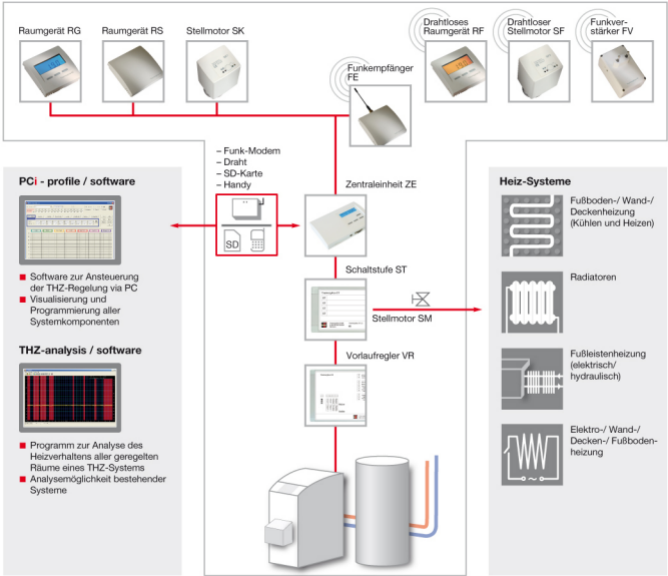 Raumgerät RG
Raumgerät RS
Stellmotor SK
Drahtloses
Raumgerät RF
Drahtloser
Stellmotor SF
Funkver-
stärker FV
Funkempfänger
FE
– Funk-Modem
– Draht
– SD-Karte
– Handy
SD
Zentraleinheit ZE
Schaltstufe ST
Stellmotor SM
Vorlaufregler VR
PCi - profile / software
Software zur Ansteuerung
der THZ-Regelung via PC
Visualisierung und
Programmierung aller
Systemkomponenten
THZ-analysis / software
Programm zur Analyse des
Heizverhaltens aller geregelten
Räume eines THZ-Systems
Analysemöglichkeit bestehender
Systeme
Heiz-Systeme
Fußboden-/ Wand-/
Deckenheizung
(Kühlen und Heizen)
Radiatoren
Fußleistenheizung
(elektrisch/
hydraulisch)
Elektro-/ Wand-/
Decken-/ Fußboden-
heizung